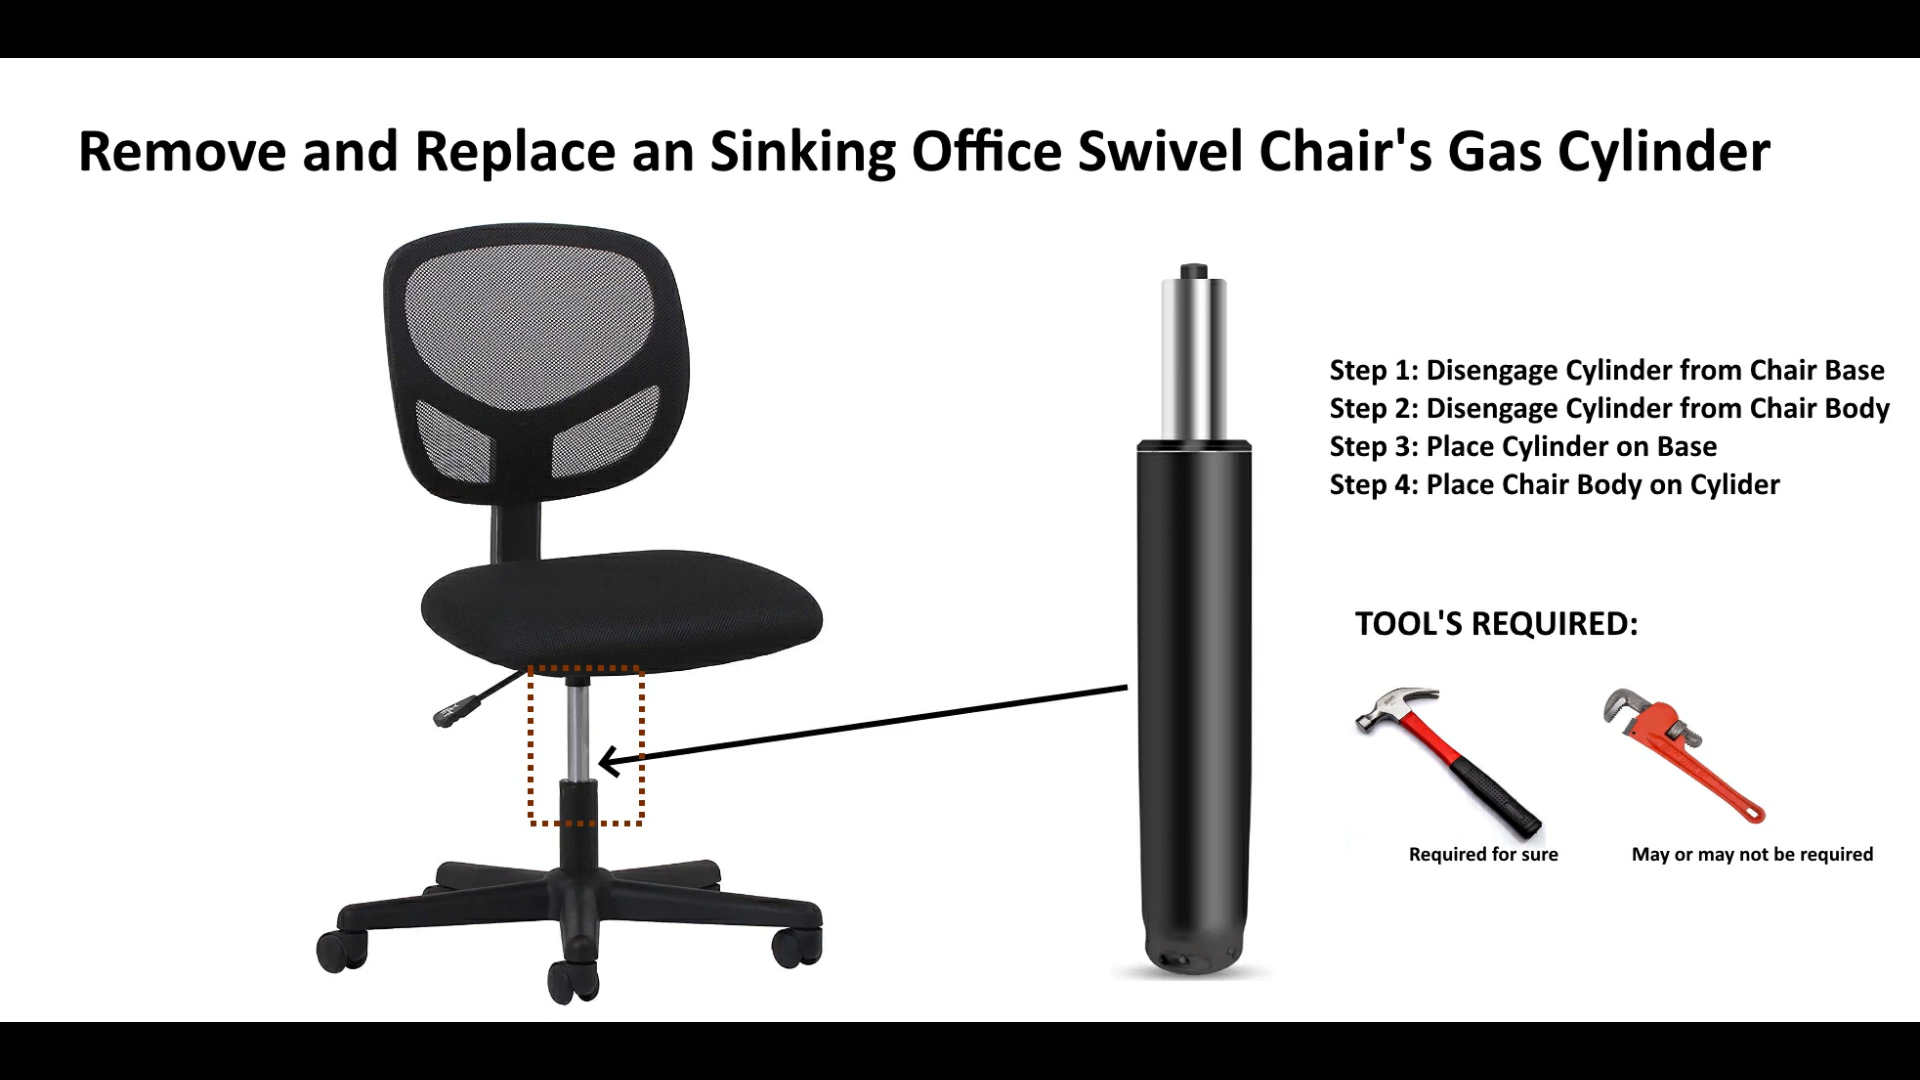 Remove and Replace an Sinking Office Swivel Chair's Gas Cylinder
Step 1: Disengage Cylinder from Chair Base
Step 2: Disengage Cylinder from Chair Body
Step 3: Place Cylinder on Base
Step 4: Place Chair Body on Cylider
TOOL'S REQUIRED:
Required for sure
May or may not be required